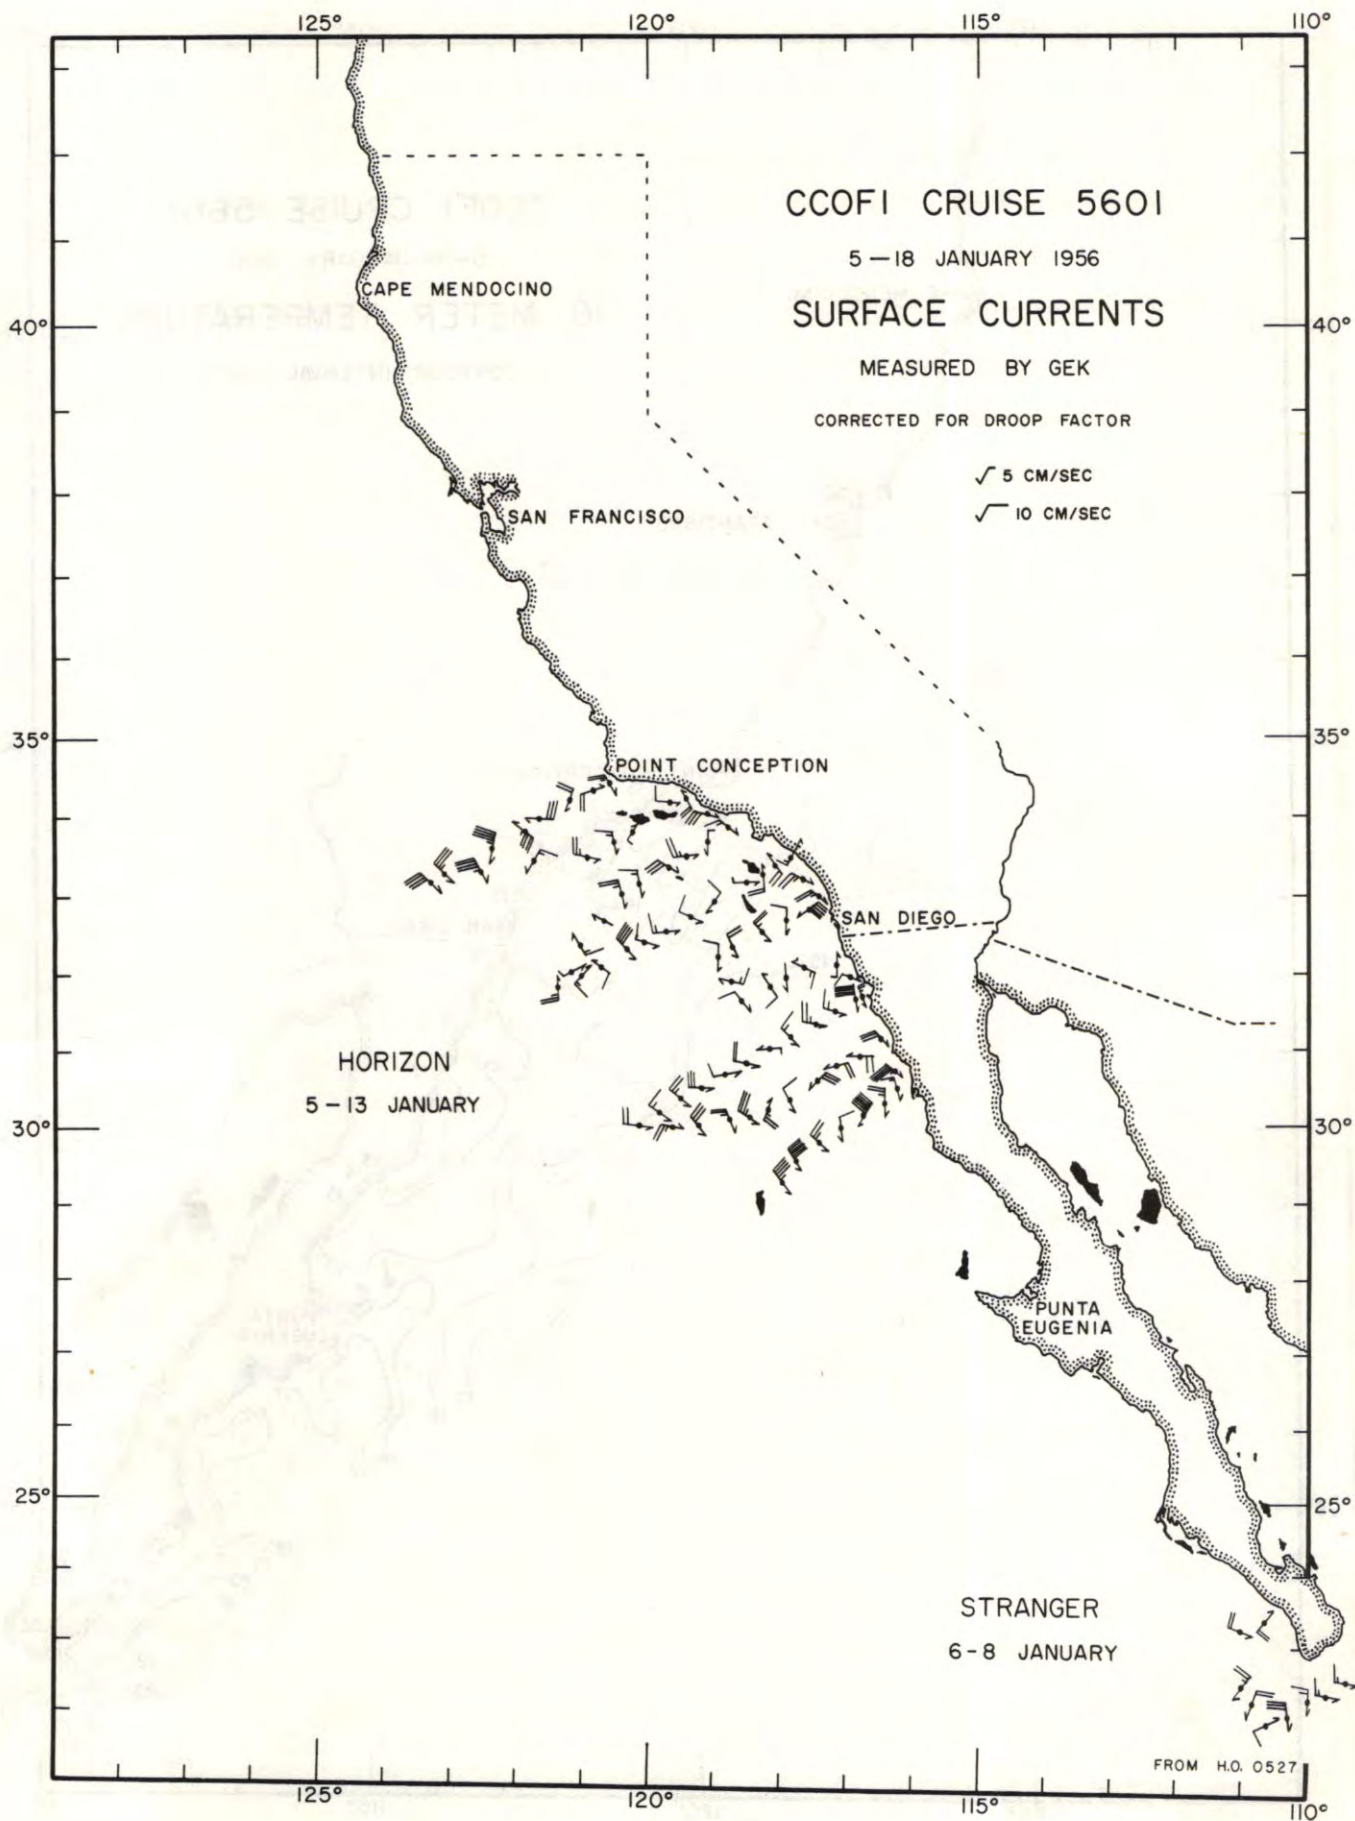 125° 120° 115° 110°
CCOFI CRUISE 5601
5-18 JANUARY 1956
CAPE MENDOCINO
SURFACE CURRENTS
40° 40°
MEASURED BY GEK
CORRECTED FOR DROOP FACTOR
5 CM/SEC
10 CM/SEC
SAN FRANCISCO
35° 35°
POINT CONCEPTION
SAN DIEGO
HORIZON
5-13 JANUARY
30° 30°
PUNTA
EUGENIA
25° 25°
STRANGER
6-8 JANUARY
FROM H.O. 0527
125° 120° 115° 110°